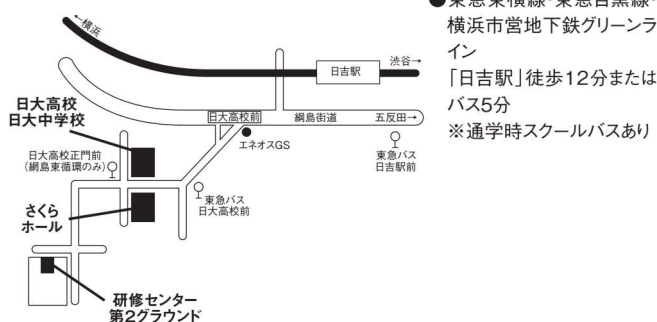 ←横浜
渋谷→
日吉駅
日大高校
日大中学校
日大高校前
綱島街道
五反田→
エネオスGS
日大高校正門前
(綱島東循環のみ)
東急バス
日吉駅前
東急バス
日大高校前
さくら
ホール
研修センター
第2グラウンド
●東急東横線・東急目黒線・
横浜市営地下鉄グリーンラ
イン
「日吉駅」徒歩12分または
バス5分
※通学時スクールバスあり